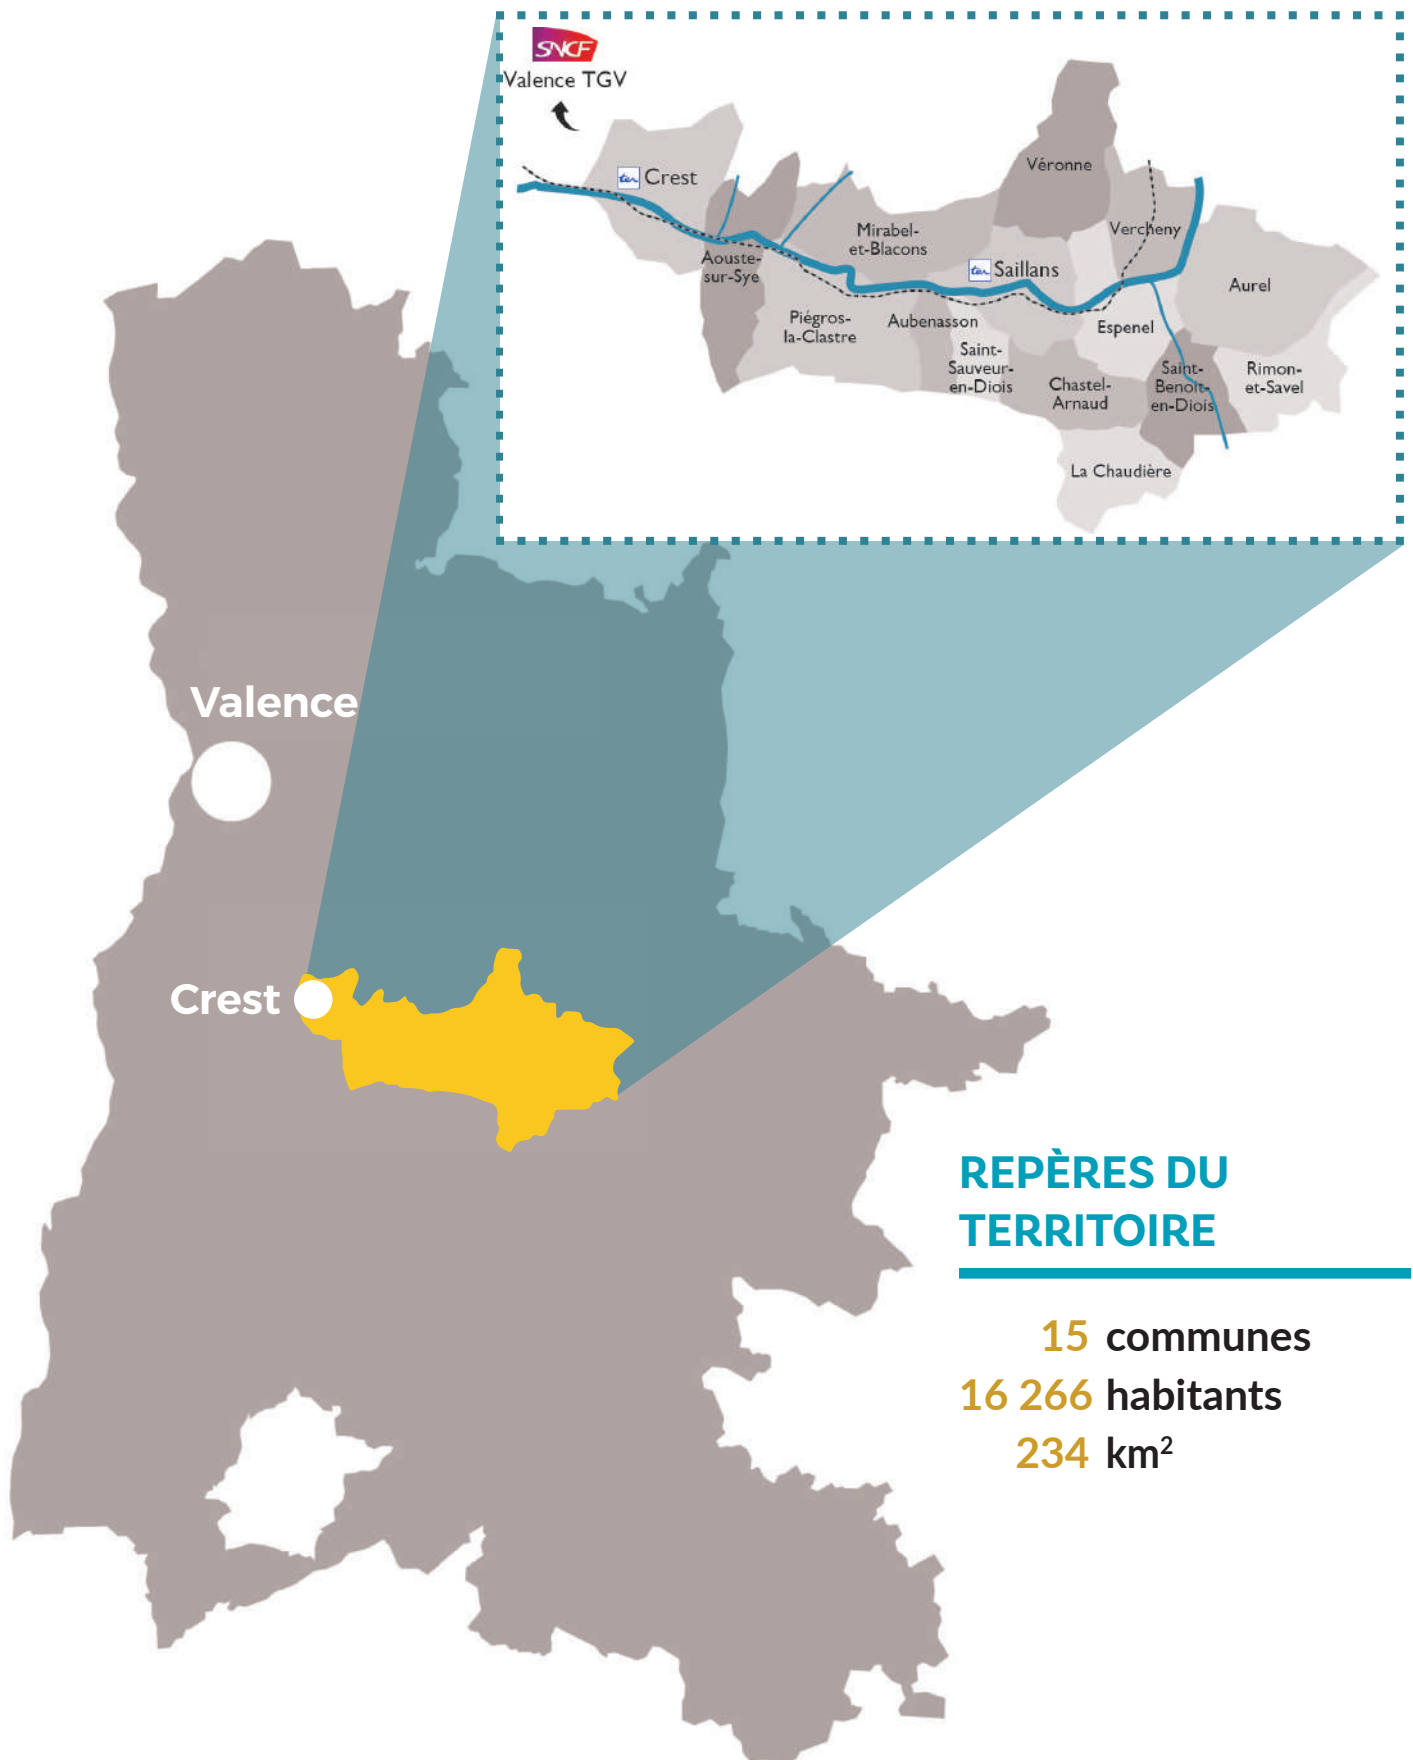 SNCF
Valence TGV
ter Crest
Véronne
Mirabel-
et-Blacons
Vercheny
Aouste-
sur-Sye
ter Saillans
Aurel
Piégros-
la-Clastre
Aubenasson
Espenel
Saint-
Sauveur-
en-Diois
Chastel-
Arnaud
Saint-
Benoit-
en-Diois
Rimon-
et-Savel
La Chaudière
Valence
Crest
REPÈRES DU
TERRITOIRE
15 communes
16 266 habitants
234 km²